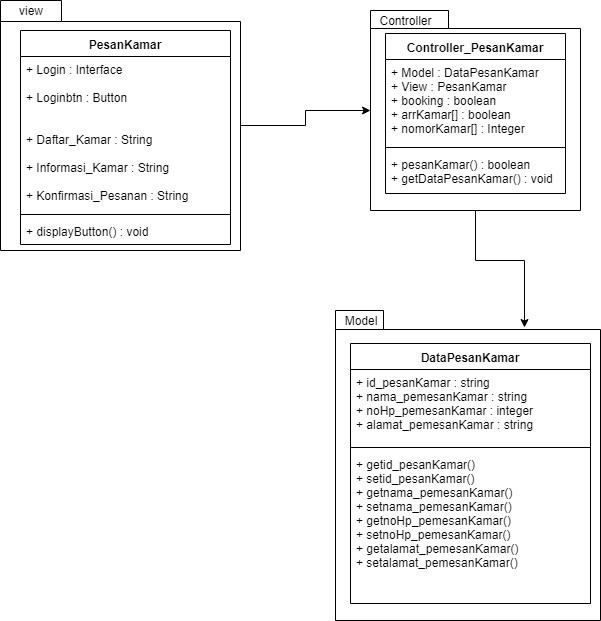 view
PesanKamar
+ Login : Interface
+ Loginbtn : Button
+ Daftar_Kamar : String
+ Informasi_Kamar : String
+ Konfirmasi_Pesanan : String
+ displayButton() : void
Controller
Controller_PesanKamar
+ Model : DataPesanKamar
+ View : PesanKamar
+ booking : boolean
+ arrKamar[] : boolean
+ nomorKamar[] : Integer
+ pesanKamar() : boolean
+ getDataPesanKamar() : void
Model
DataPesanKamar
+ id_pesanKamar : string
+ nama_pemesanKamar : string
+ noHp_pemesanKamar : integer
+ alamat_pemesanKamar : string
+ getid_pesanKamar()
+ setid_pesanKamar()
+ getnama_pemesanKamar()
+ setnama_pemesanKamar()
+ getnoHp_pemesanKamar()
+ setnoHp_pemesanKamar()
+ getalamat_pemesanKamar()
+ setalamat_pemesanKamar()